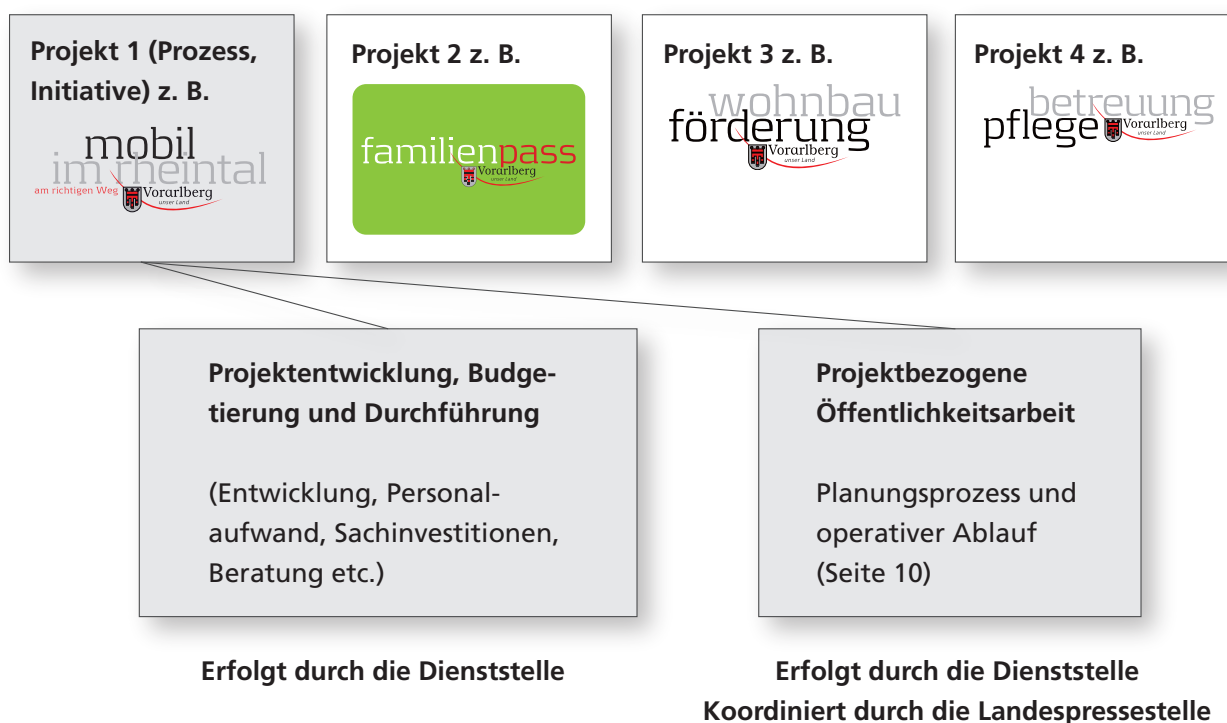 Projekt 1 (Prozess,
Initiative) z. B.
mobil
im rheintal
am richtigen Weg
Vorarlberg
unser Land
Projekt 2 z. B.
familienpass
Vorarlberg
unser Land
Projekt 3 z. B.
wohnbau
förderung
Vorarlberg
unser Land
Projekt 4 z. B.
betreuung
pflege
Vorarlberg
unser Land
Projektentwicklung, Budge-
tierung und Durchführung
(Entwicklung, Personal-
aufwand, Sachinvestitionen,
Beratung etc.)
Erfolgt durch die Dienststelle
Projektbezogene
Öffentlichkeitsarbeit
Planungsprozess und
operativer Ablauf
(Seite 10)
Erfolgt durch die Dienststelle
Koordiniert durch die Landespressestelle